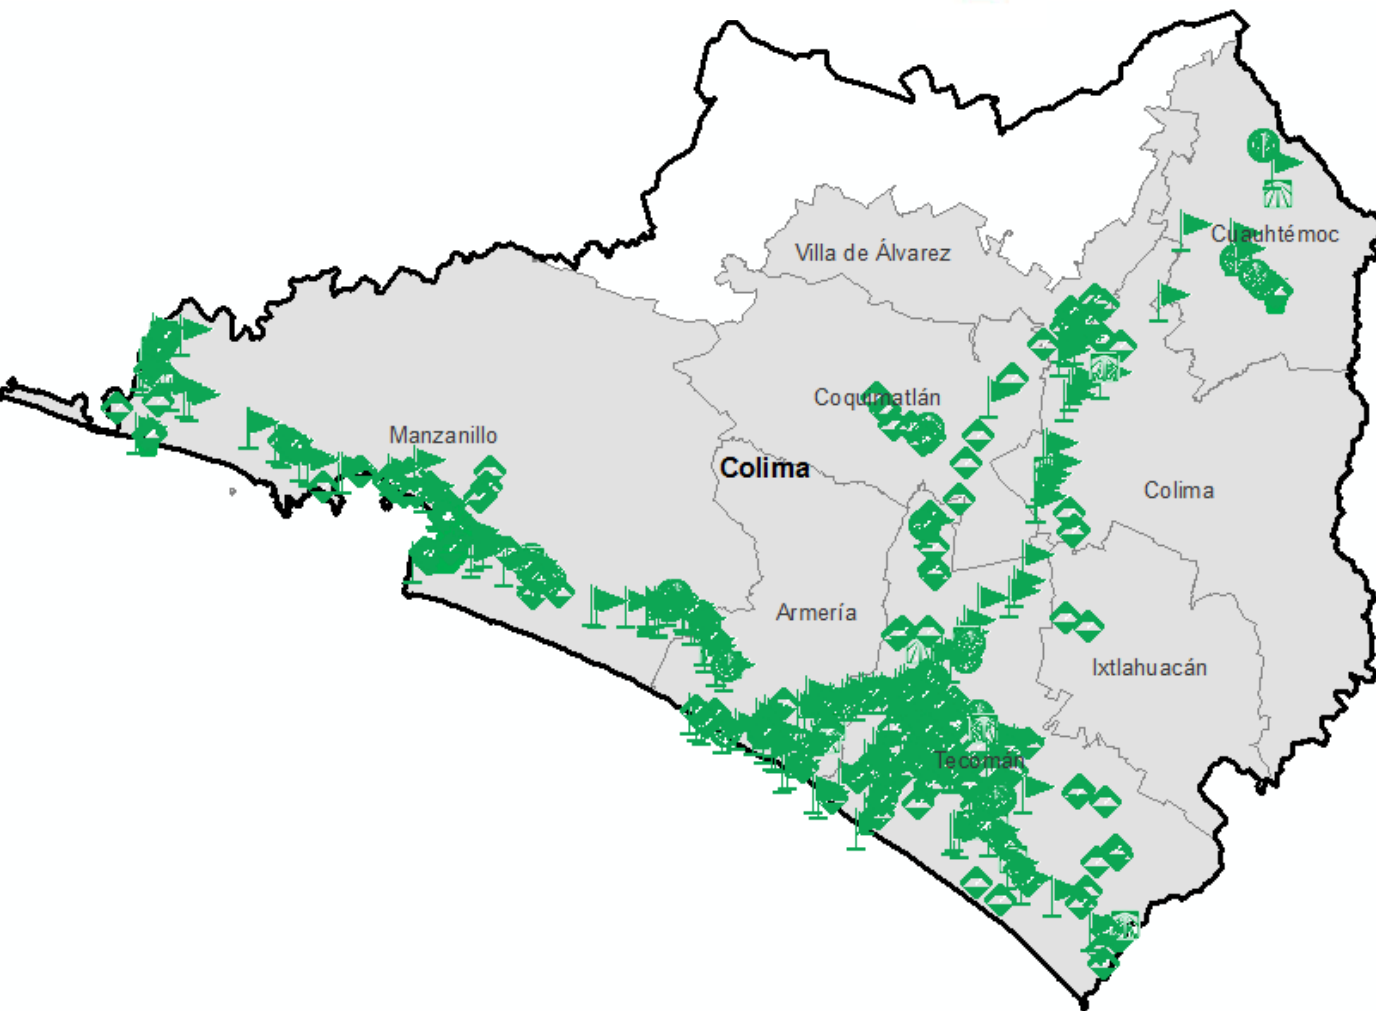 Cuauhtémoc
Villa de Álvarez
Coquimatlán
Manzanillo
Colima
Colima
Armería
Ixtlahuacán
Tecomán